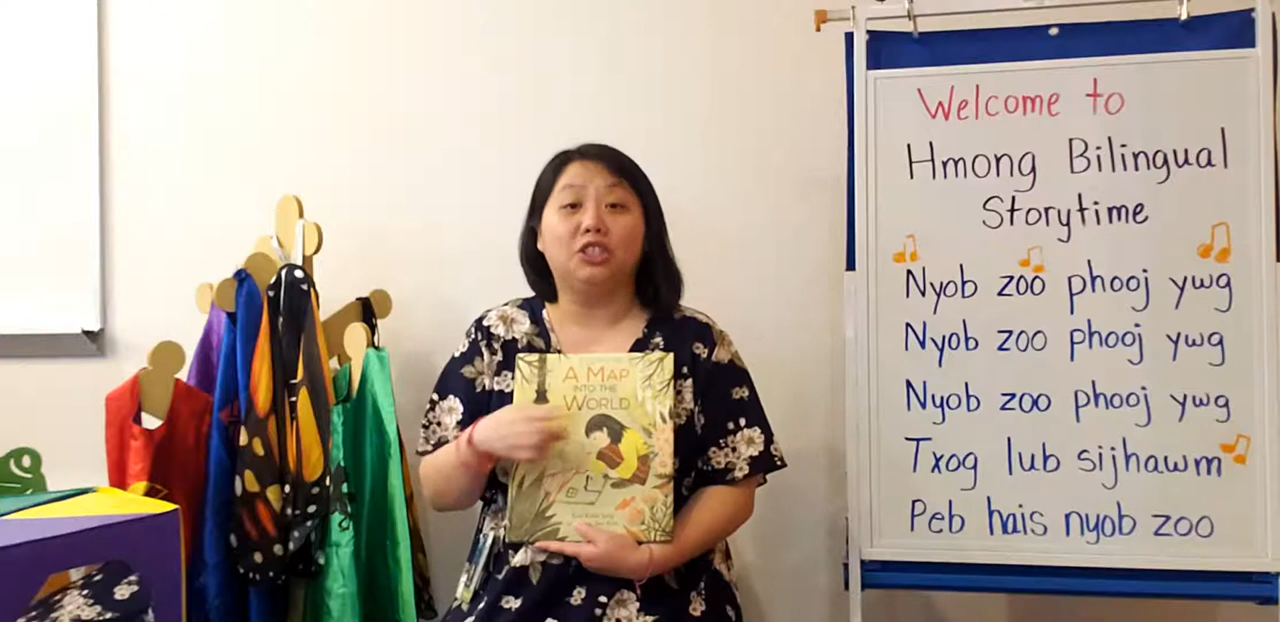 Welcome to
Hmong Bilingual
Storytime
Nyob zoo phooj ywg
Nyob zoo phooj ywg
Nyob zoo phooj ywg
Txog lub sijhawm
Peb hais nyob zoo
A MAP
INTO THE
WORLD